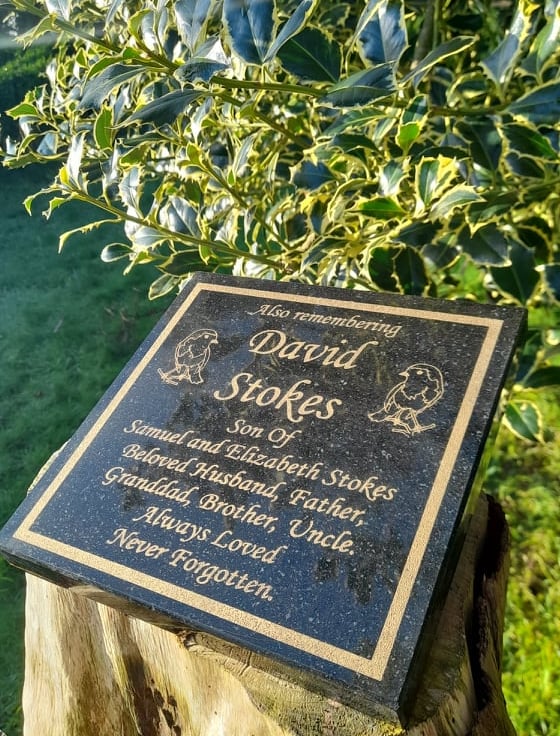 Also remembering
David
Stokes
Son Of
Samuel and Elizabeth Stokes
Beloved Husband, Father,
Granddad, Brother, Uncle.
Always Loved
Never Forgotten.